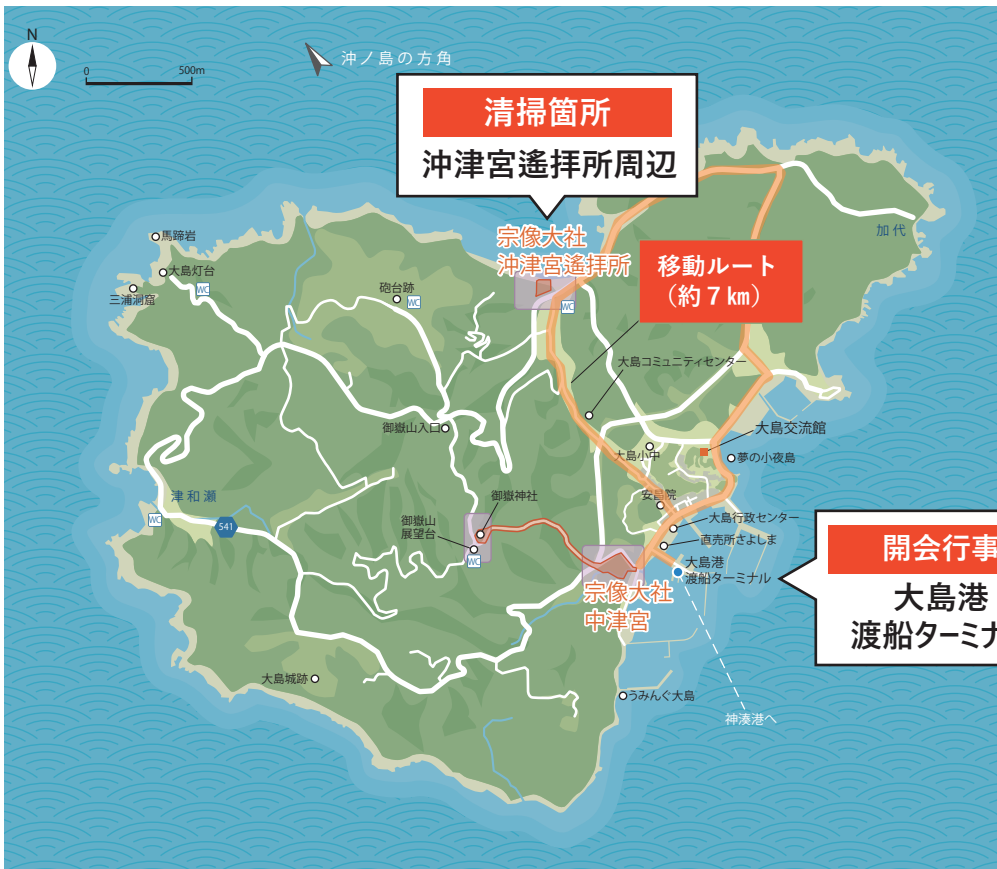 N
0 500m
沖ノ島の方角
清掃箇所
沖津宮遙拝所周辺
宗像大社
沖津宮遙拝所
移動ルート
（約７㎞）
加代
馬蹄岩
大島灯台
WC
三浦洞窟
砲台跡
WC
WC
大島コミュニティセンター
御嶽山入口
大島交流館
大島小中
夢の小夜島
津和瀬
WC
541
御嶽神社
御嶽山
展望台
WC
安昌院
大島行政センター
直売所さよしま
大島港
渡船ターミナル
開会行事
大島港
渡船ターミナ
宗像大社
中津宮
大島城跡
うみんぐ大島
神湊港へ